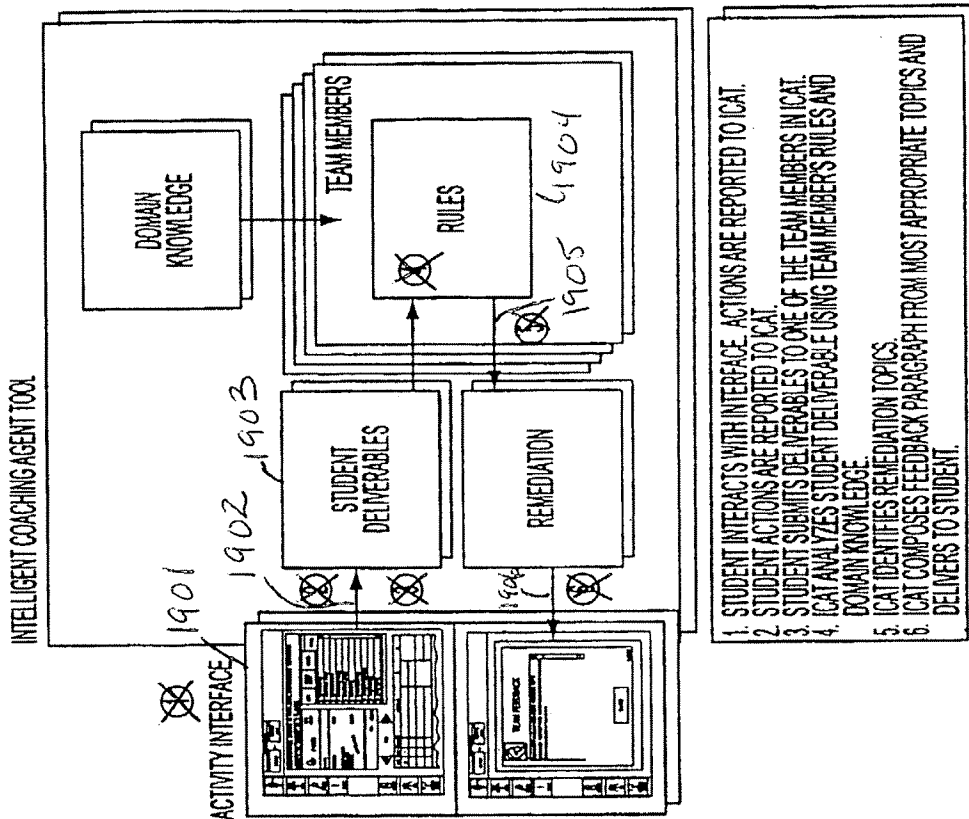 INTELLIGENT COACHING AGENT TOOL
ACTIVITY INTERFACE
1901
1902
1903
STUDENT
DELIVERABLES
DOMAIN
KNOWLEDGE
TEAM MEMBERS
RULES
1904
1905
REMEDIATION
1906
TEAM FEEDBACK
1. STUDENT INTERACTS WITH INTERFACE. ACTIONS ARE REPORTED TO ICAT.
2. STUDENT ACTIONS ARE REPORTED TO ICAT.
3. STUDENT SUBMITS DELIVERABLES TO ONE OF THE TEAM MEMBERS IN ICAT.
4. ICAT ANALYZES STUDENT DELIVERABLE USING TEAM MEMBER'S RULES AND
DOMAIN KNOWLEDGE.
5. ICAT IDENTIFIES REMEDIATION TOPICS.
6. ICAT COMPOSES FEEDBACK PARAGRAPH FROM MOST APPROPRIATE TOPICS AND
DELIVERS TO STUDENT.